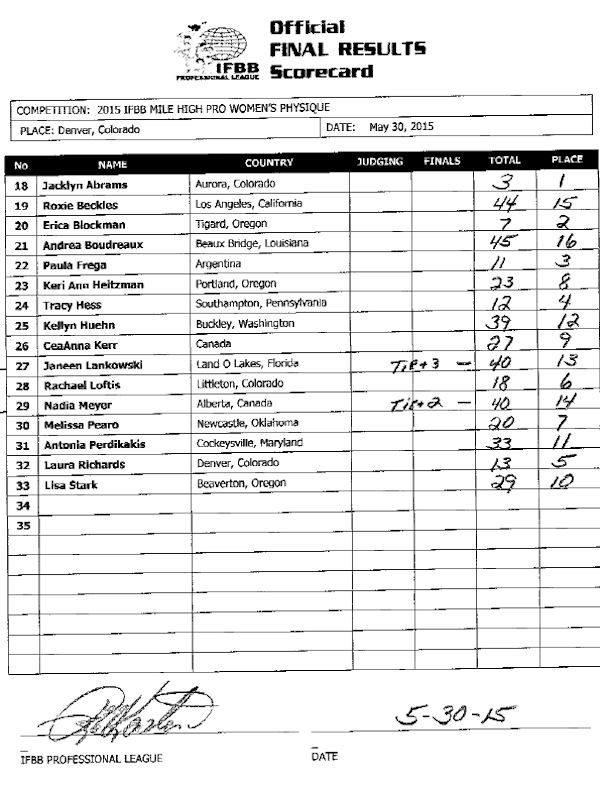 Official
FINAL RESULTS
Scorecard
IFBB
PROFESSIONAL LEAGUE
COMPETITION: 2015 IFBB MILE HIGH PRO WOMEN'S PHYSIQUE
PLACE: Denver, Colorado DATE: May 30, 2015
No NAME COUNTRY JUDGING FINALS TOTAL PLACE
18 Jacklyn Abrams Aurora, Colorado 3 1
19 Roxie Beckles Los Angeles, California 44 15
20 Erica Blockman Tigard, Oregon 7 2
21 Andrea Boudreaux Beaux Bridge, Louisiana 45 16
22 Paula Frega Argentina 11 3
23 Keri Ann Heitzman Portland, Oregon 23 8
24 Tracy Hess Southampton, Pennsylvania 12 4
25 Kellyn Huehn Buckley, Washington 39 12
26 CeaAnna Kerr Canada 27 9
27 Janeen Lankowski Land O Lakes, Florida Tie+3 — 40 13
28 Rachael Loftis Littleton, Colorado 18 6
29 Nadia Meyer Alberta, Canada Tie+2 — 40 14
30 Melissa Pearo Newcastle, Oklahoma 20 7
31 Antonia Perdikakis Cockeysville, Maryland 33 11
32 Laura Richards Denver, Colorado 13 5
33 Lisa Stark Beaverton, Oregon 29 10
34
35
5-30-15
IFBB PROFESSIONAL LEAGUE DATE